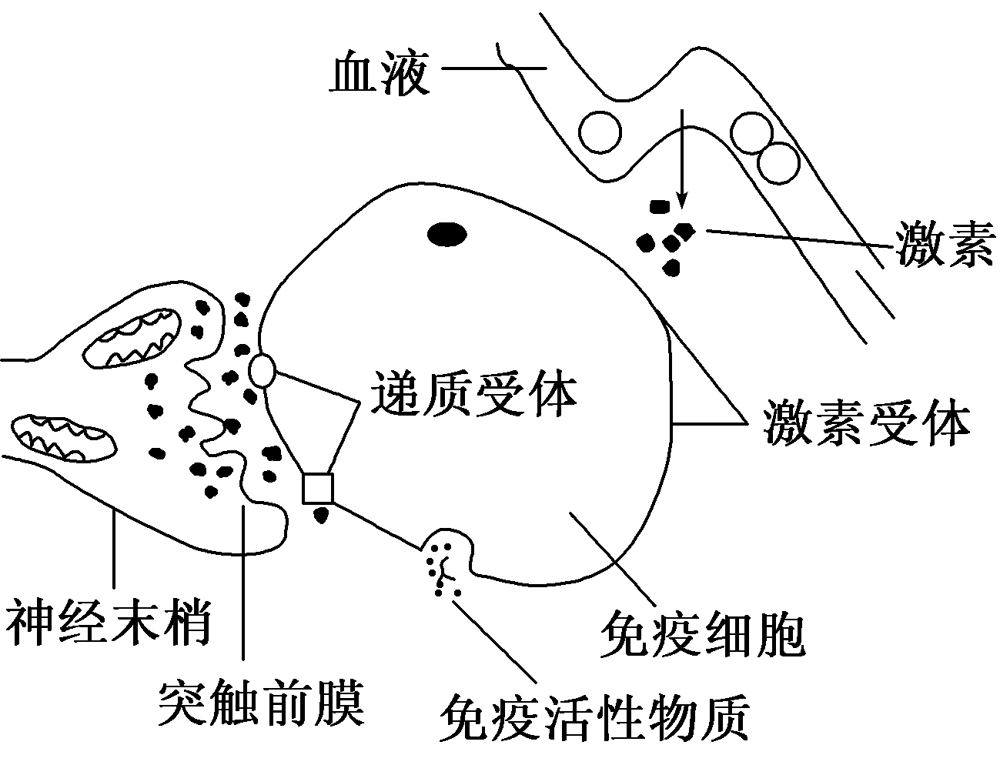 血液
激素
递质受体
激素受体
神经末梢
免疫细胞
突触前膜
免疫活性物质